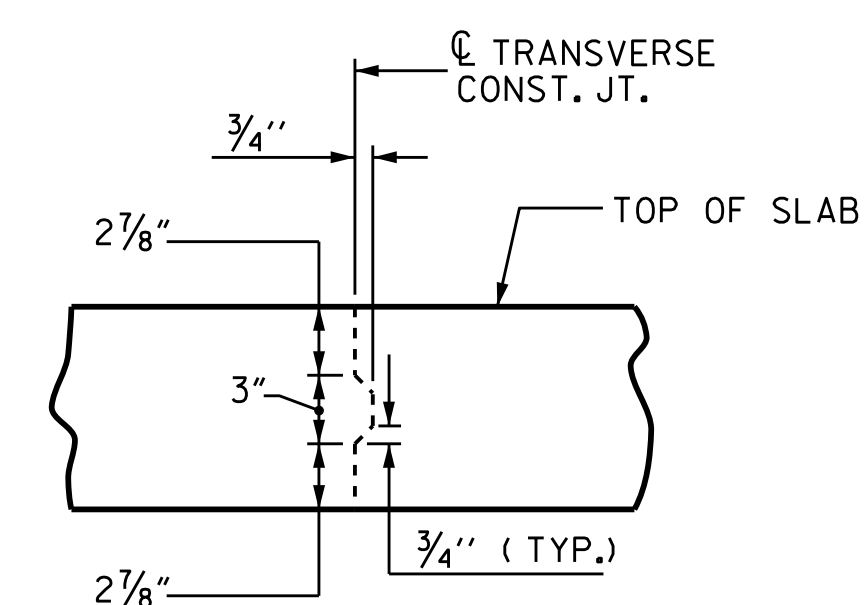 ℄ TRANSVERSE
CONST. JT.
3/4''
TOP OF SLAB
2 7/8"
3"
3/4'' (TYP.)
2 7/8"